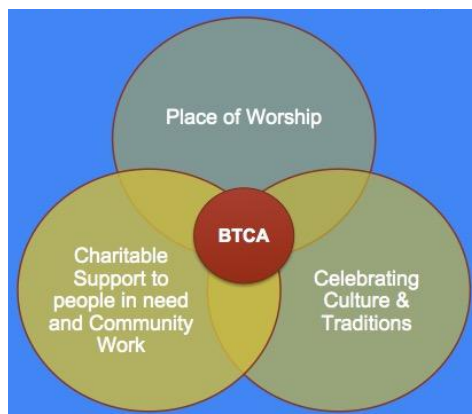 Place of Worship
BTCA
Charitable
Support to
people in need
and Community
Work
Celebrating
Culture &
Traditions